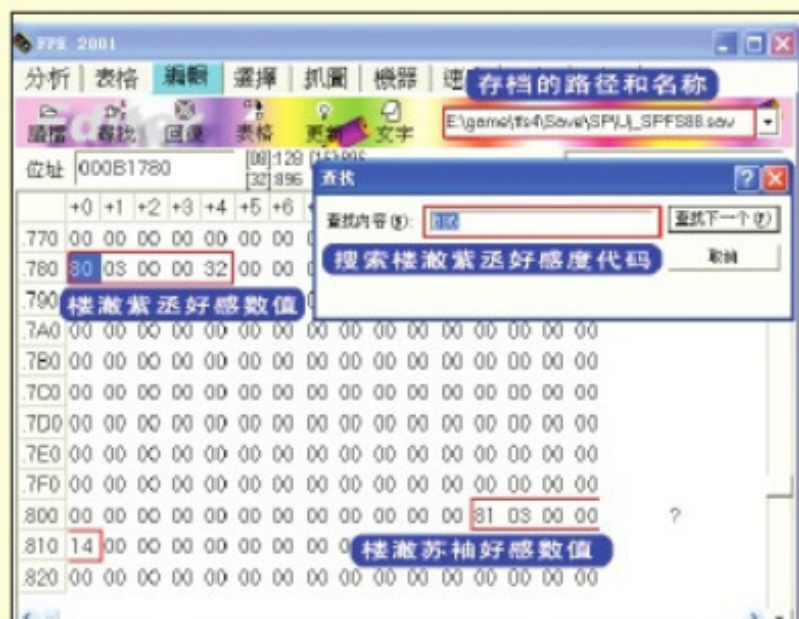 FPE 2001
分析 表格 編輯 選擇 抓圖 機器 速
存档的路径和名称
Editor
讀檔 尋找 回復 表格 更新 文字
E:\game\fs4\Save\SPIJ\_SPFS88.sav
位址 000B1780 [08]:128 [16]:896
[32]:896
查找
+0 +1 +2 +3 +4 +5 +6
查找内容(N):
查找下一个(F)
.770 00 00 00 00 00 00 00
.780 80 03 00 00 32 00 00
搜索楼澈紫丞好感度代码
取消
.790
楼澈紫丞好感数值
.7A0 00 00 00 00 00 00 00 00 00 00 00 00 00 00 00 00
.7B0 00 00 00 00 00 00 00 00 00 00 00 00 00 00 00 00
.7C0 00 00 00 00 00 00 00 00 00 00 00 00 00 00 00 00
.7D0 00 00 00 00 00 00 00 00 00 00 00 00 00 00 00 00
.7E0 00 00 00 00 00 00 00 00 00 00 00 00 00 00 00 00
.7F0 00 00 00 00 00 00 00 00 00 00 00 00 00 00 00 00
.800 00 00 00 00 00 00 00 00 00 00 00 00 81 03 00 00 ?
.810 14 00 00 00 00 00 00 00
楼澈苏袖好感数值
.820 00 00 00 00 00 00 00 00 00 00 00 00 00 00 00 00